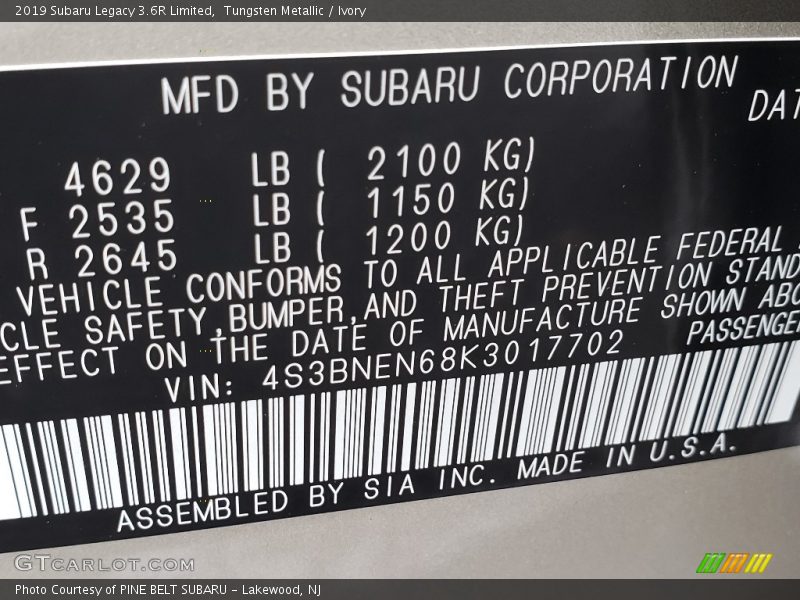 2019 Subaru Legacy 3.6R Limited, Tungsten Metallic / Ivory
MFD BY SUBARU CORPORATION
DAT
4629 LB ( 2100 KG)
F 2535 LB ( 1150 KG)
R 2645 LB ( 1200 KG)
VEHICLE CONFORMS TO ALL APPLICABLE FEDERAL
CLE SAFETY,BUMPER,AND THEFT PREVENTION STAND
EFFECT ON THE DATE OF MANUFACTURE SHOWN ABO
VIN: 4S3BNEN68K3017702 PASSENGER
ASSEMBLED BY SIA INC. MADE IN U.S.A.
GTCARLOT.COM
Photo Courtesy of PINE BELT SUBARU - Lakewood, NJ